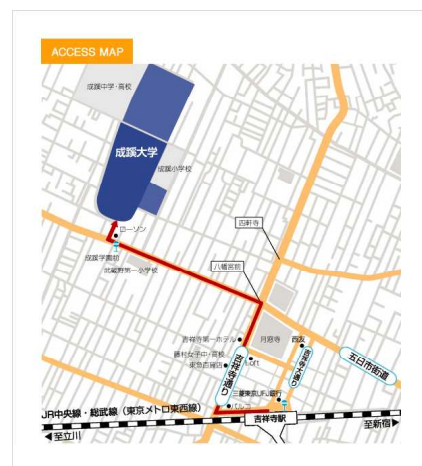 ACCESS MAP
成蹊中学・高校
成蹊大学
成蹊小学校
ローソン
四軒寺
成蹊学園前
武蔵野第一小学校
八幡宮前
吉祥寺第一ホテル
月窓寺
西友
藤村女子中・高校
東急百貨店
Loft
吉祥寺大通り
五日市街道
吉祥寺通り
三菱東京UFJ銀行
パルコ
JR中央線・総武線（東京メトロ東西線）
吉祥寺駅
◀至立川
至新宿▶